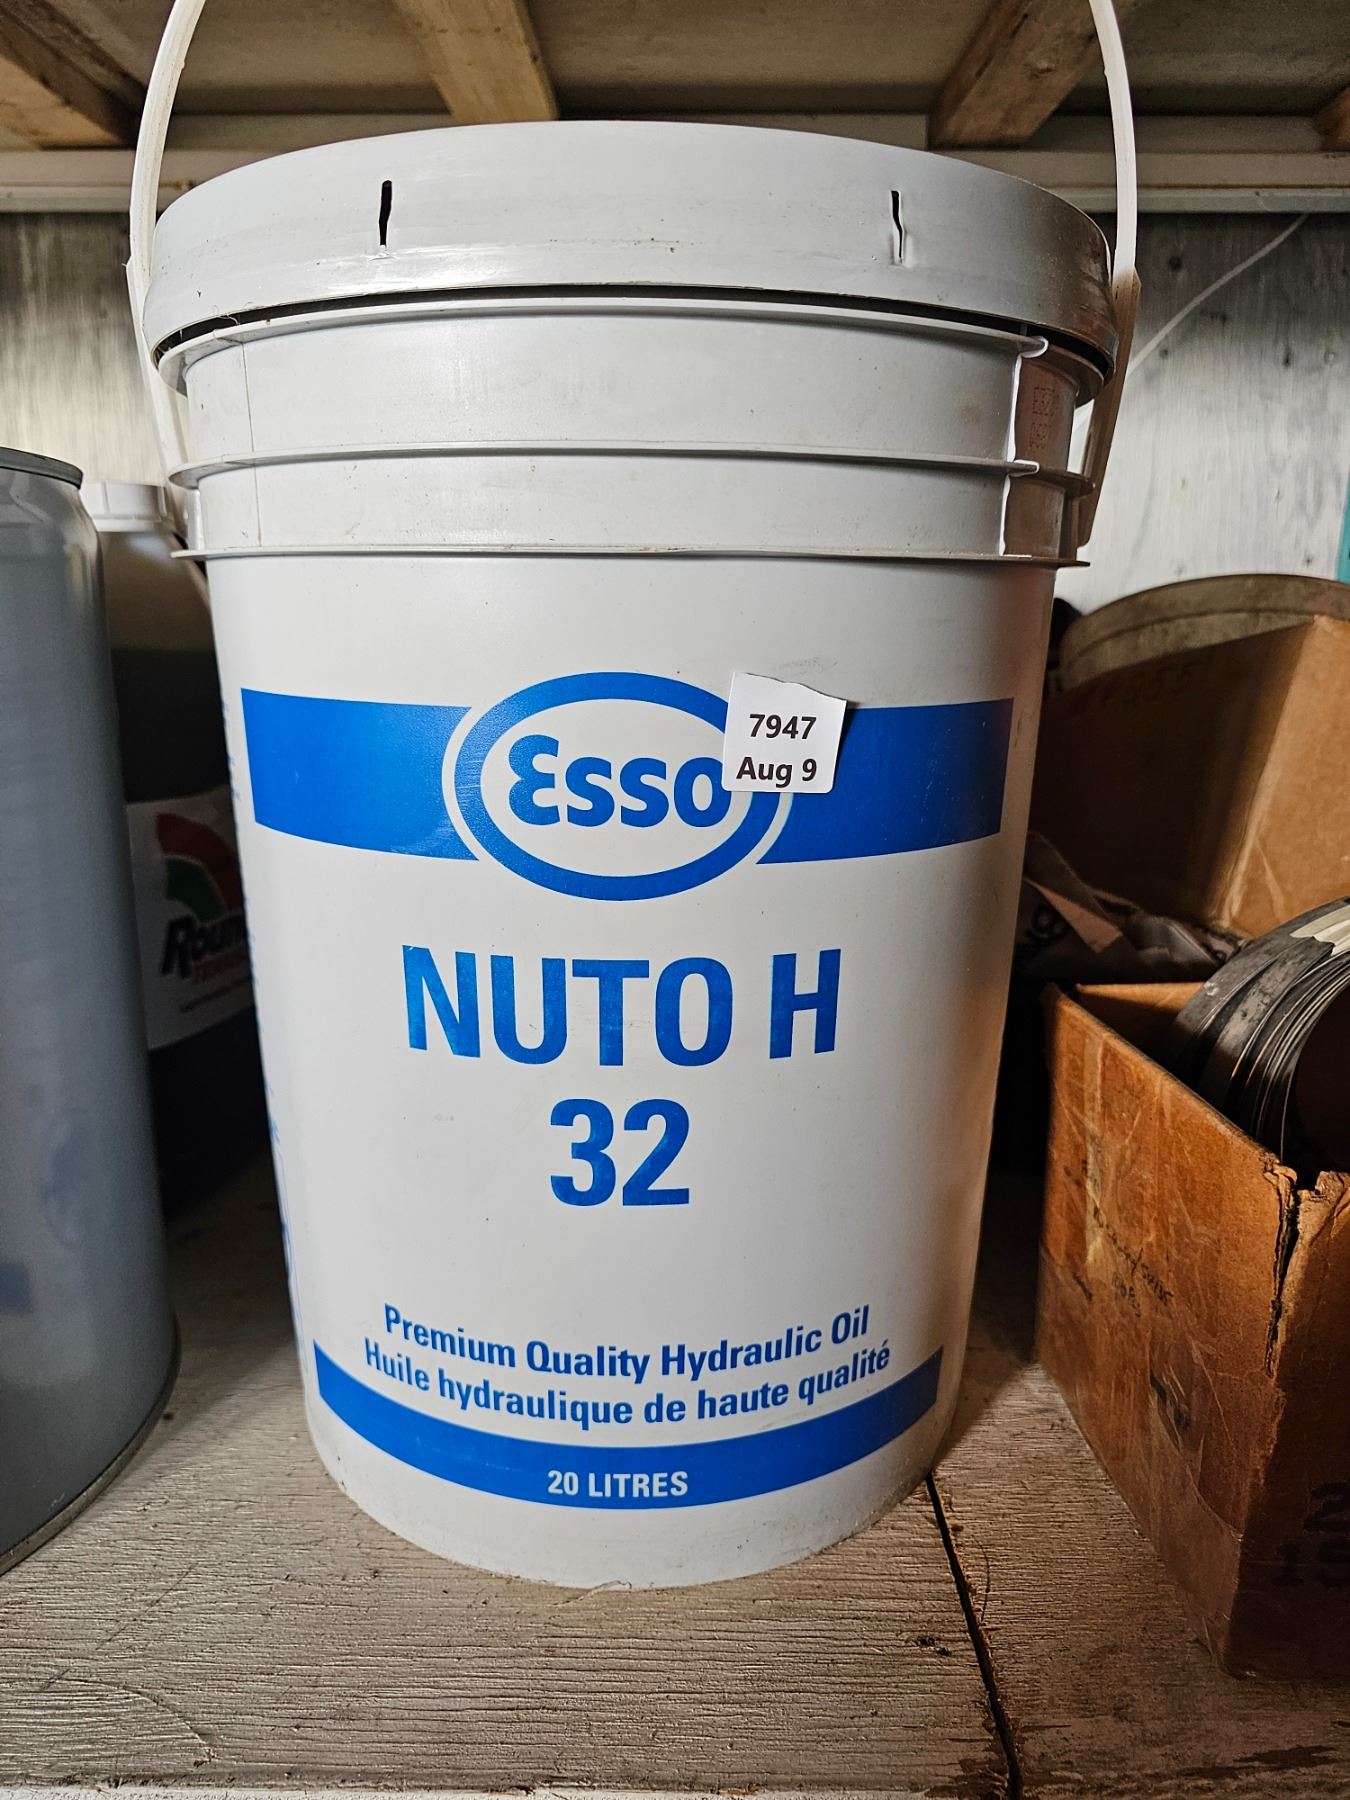 Esso
7947
Aug 9
NUTO H
32
Premium Quality Hydraulic Oil
Huile hydraulique de haute qualité
20 LITRES